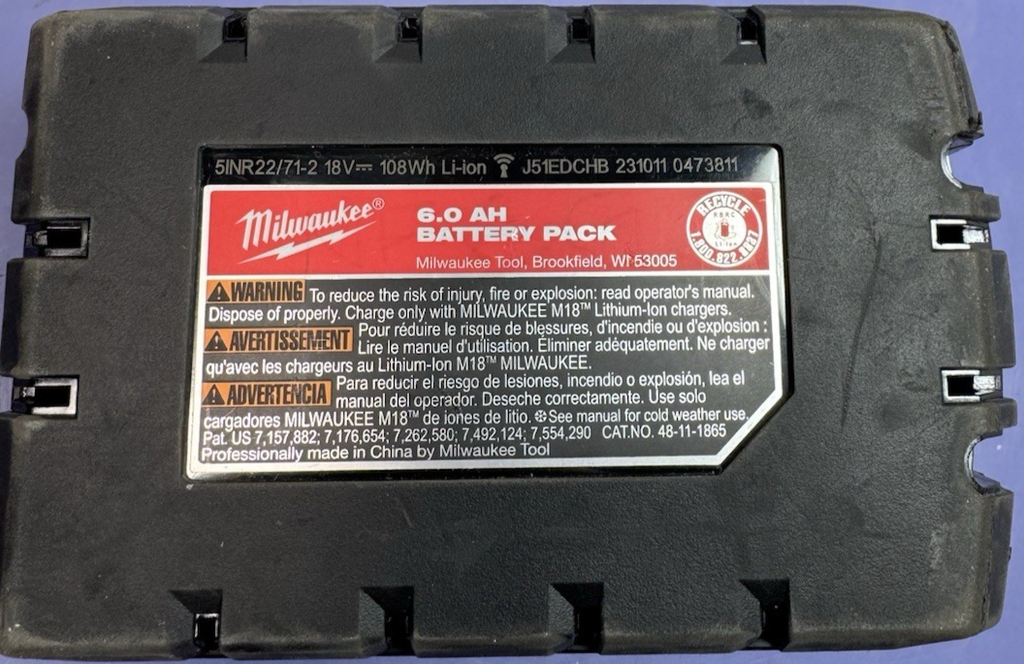 5INR22/71-2 18V⎓ 108Wh Li-ion J51EDCHB 231011 0473811
Milwaukee®
6.0 AH
BATTERY PACK
Milwaukee Tool, Brookfield, WI 53005
RECYCLE
RBRC
Li-ion
1.800.822.8837
⚠WARNING To reduce the risk of injury, fire or explosion: read operator's manual.
Dispose of properly. Charge only with MILWAUKEE M18™ Lithium-Ion chargers.
⚠AVERTISSEMENT Pour réduire le risque de blessures, d'incendie ou d'explosion :
Lire le manuel d'utilisation. Éliminer adéquatement. Ne charger
qu'avec les chargeurs au Lithium-Ion M18™ MILWAUKEE.
⚠ADVERTENCIA Para reducir el riesgo de lesiones, incendio o explosión, lea el
manual del operador. Deseche correctamente. Use solo
cargadores MILWAUKEE M18™ de iones de litio. ❄See manual for cold weather use.
Pat. US 7,157,882; 7,176,654; 7,262,580; 7,492,124; 7,554,290 CAT.NO. 48-11-1865
Professionally made in China by Milwaukee Tool